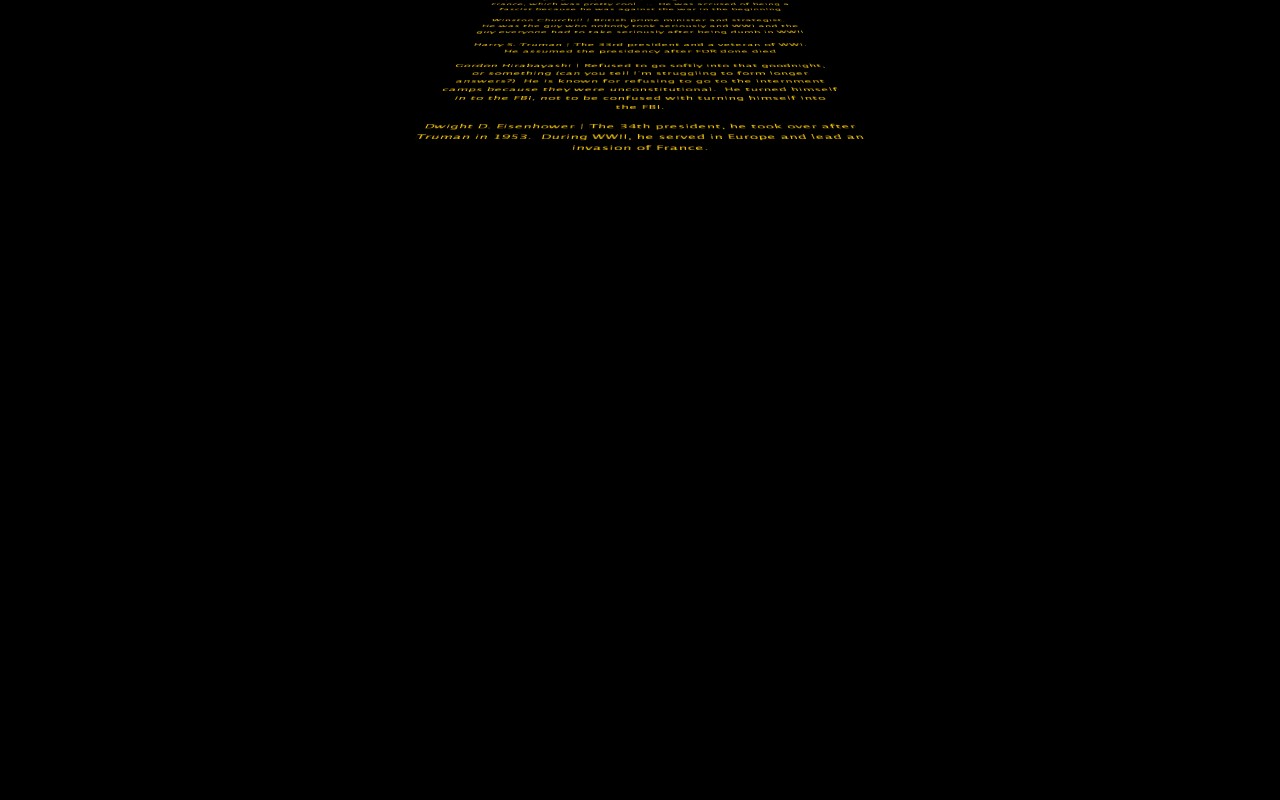 France, which was pretty cool. He was accused of being a
fascist because he was against the war in the beginning.
Winston Churchill | British prime minister and strategist.
He was the guy who nobody took seriously and WWI and the
guy everyone had to take seriously after being dumb in WWII
Harry S. Truman | The 33rd president and a veteran of WWI.
He assumed the presidency after FDR done died.
Gordon Hirabayashi | Refused to go softly into that goodnight,
or something (can you tell I'm struggling to form longer
answers?) He is known for refusing to go to the internment
camps because they were unconstitutional. He turned himself
in to the FBI, not to be confused with turning himself into
the FBI.
Dwight D. Eisenhower | The 34th president, he took over after
Truman in 1953. During WWII, he served in Europe and lead an
invasion of France.